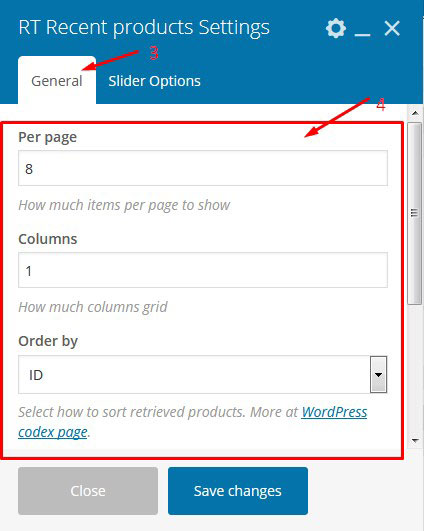 RT Recent products Settings
3
General
Slider Options
4
Per page
8
How much items per page to show
Columns
1
How much columns grid
Order by
ID
Select how to sort retrieved products. More at WordPress
codex page.
Close
Save changes